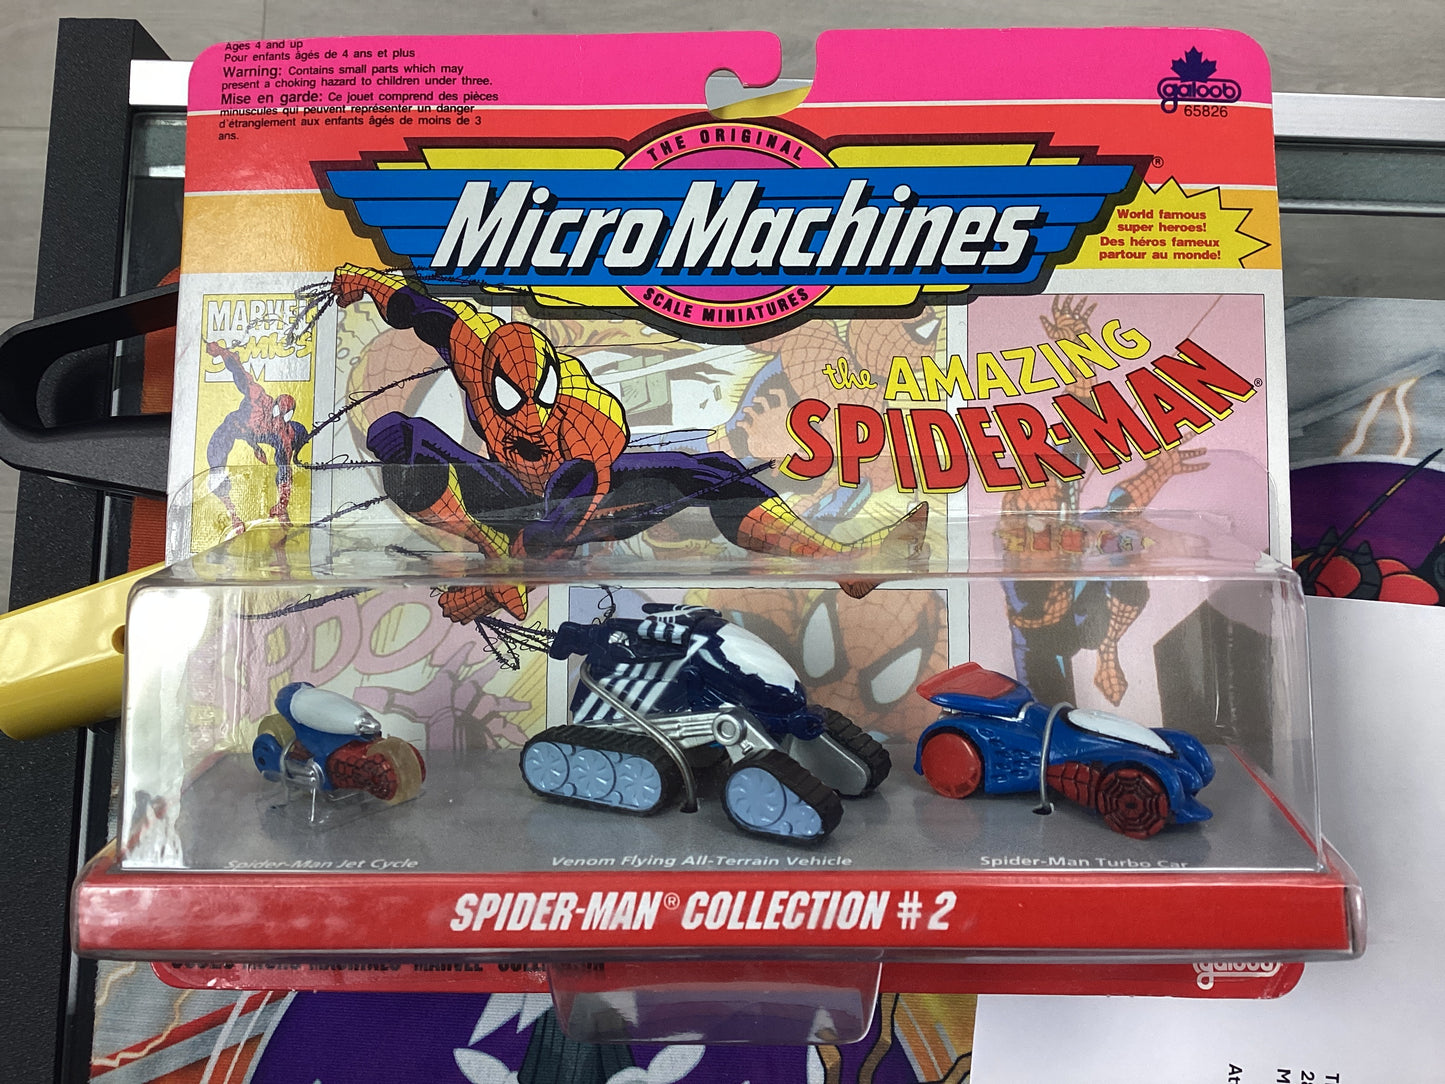 Ages 4 and up
Pour enfants âgés de 4 ans et plus
Warning: Contains small parts which may
present a choking hazard to children under three.
Mise en garde: Ce jouet comprend des pièces
minuscules qui peuvent représenter un danger
d'étranglement aux enfants âgés de moins de 3
ans.
galoob
65826
THE ORIGINAL
Micro Machines®
SCALE MINIATURES
World famous
super heroes!
Des héros fameux
partout au monde!
MARVEL
COMICS
the AMAZING
SPIDER-MAN®
Spider-Man Jet Cycle
Venom Flying All-Terrain Vehicle
Spider-Man Turbo Car
SPIDER-MAN® COLLECTION #2
galoob